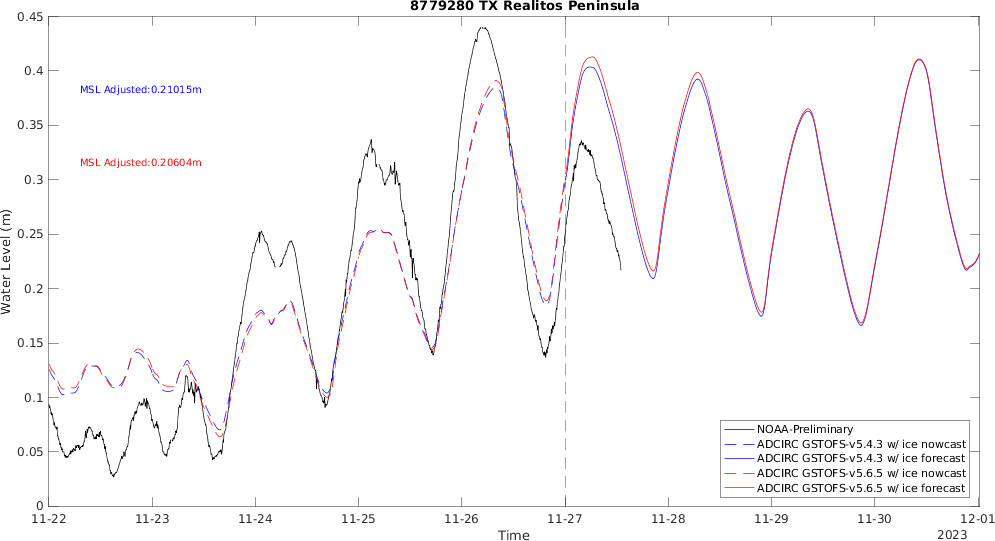 8779280 TX Realitos Peninsula
0.45
0.4
0.35
0.3
0.25
0.2
0.15
0.1
0.05
0
Water Level (m)
MSL Adjusted:0.21015m
MSL Adjusted:0.20604m
NOAA-Preliminary
ADCIRC GSTOFS-v5.4.3 w/ ice nowcast
ADCIRC GSTOFS-v5.4.3 w/ ice forecast
ADCIRC GSTOFS-v5.6.5 w/ ice nowcast
ADCIRC GSTOFS-v5.6.5 w/ ice forecast
11-22 11-23 11-24 11-25 11-26 11-27 11-28 11-29 11-30 12-01
Time
2023